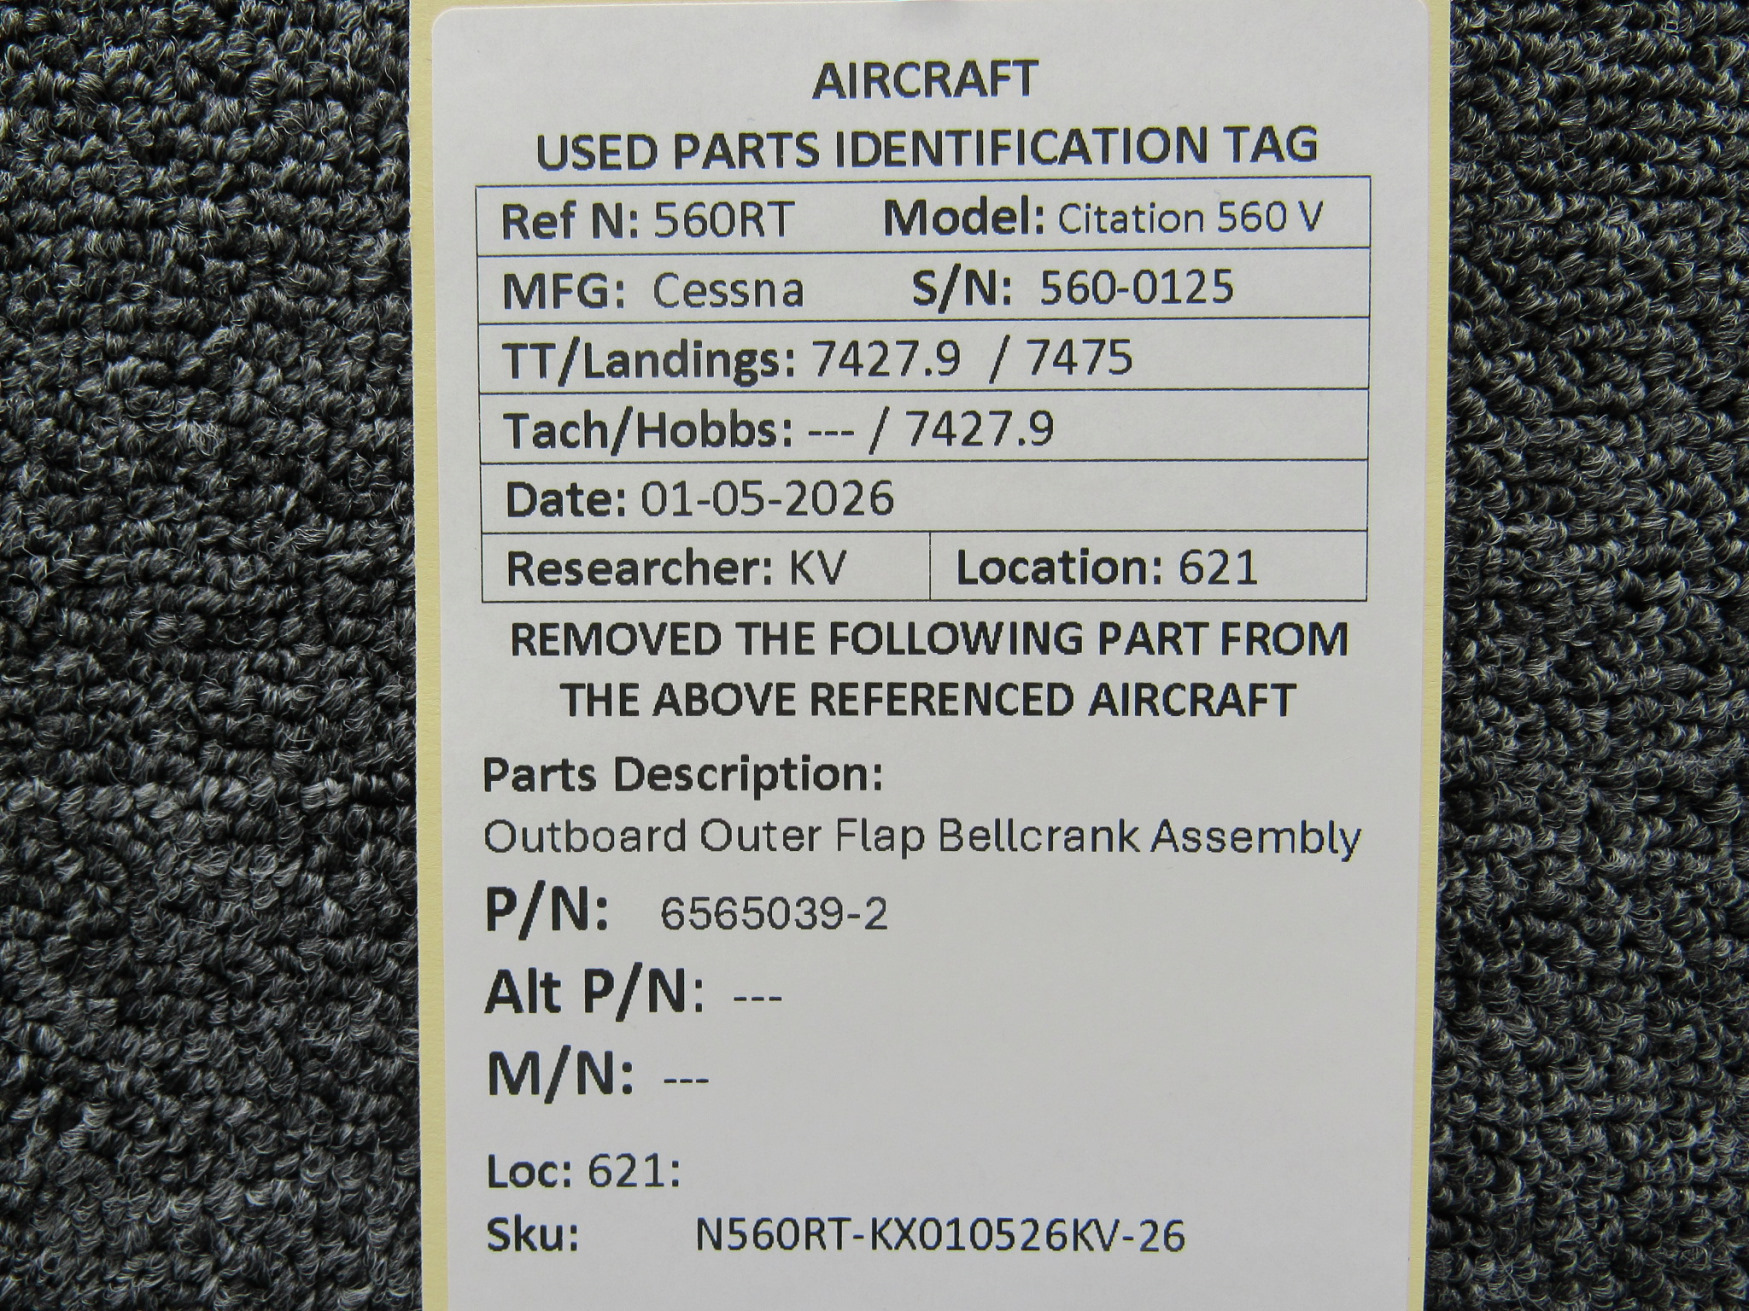 AIRCRAFT
USED PARTS IDENTIFICATION TAG
Ref N: 560RT Model: Citation 560 V
MFG: Cessna S/N: 560-0125
TT/Landings: 7427.9 / 7475
Tach/Hobbs: --- / 7427.9
Date: 01-05-2026
Researcher: KV Location: 621
REMOVED THE FOLLOWING PART FROM
THE ABOVE REFERENCED AIRCRAFT
Parts Description:
Outboard Outer Flap Bellcrank Assembly
P/N: 6565039-2
Alt P/N: ---
M/N: ---
Loc: 621:
Sku: N560RT-KX010526KV-26